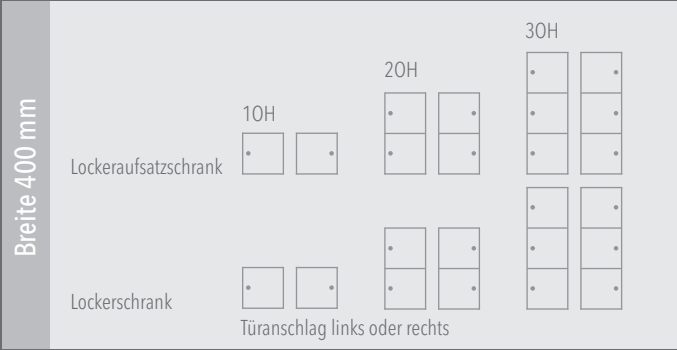 Breite 400 mm
3OH
2OH
1OH
Lockeraufsatzschrank
Lockerschrank
Türanschlag links oder rechts